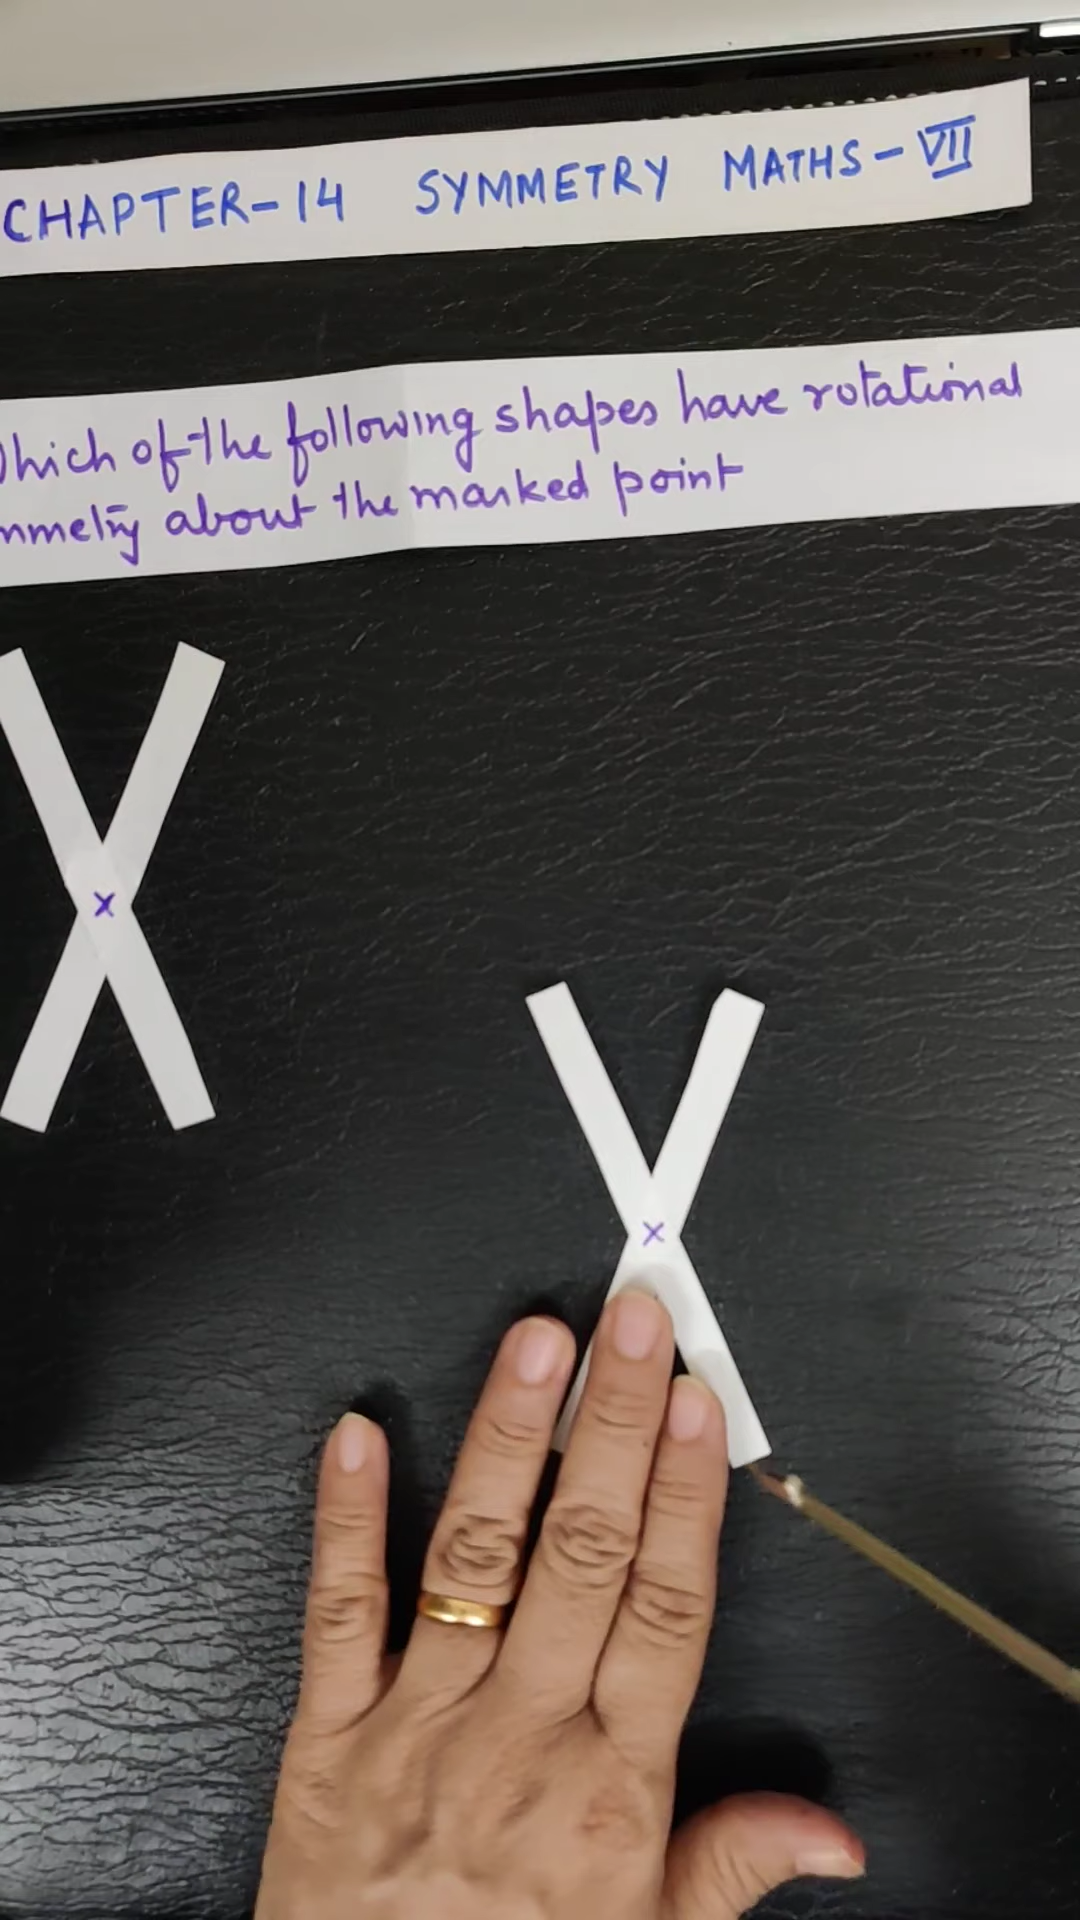 CHAPTER-14 SYMMETRY MATHS-VII
hich of the following shapes have rotational
mmetry about the marked point
x
x